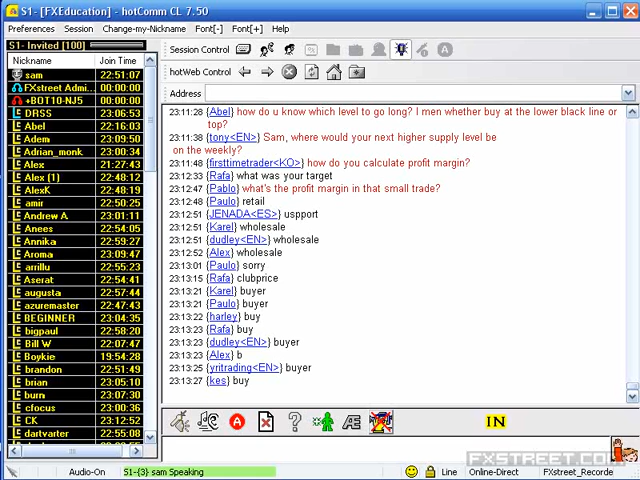 S1- [FXEducation] - hotComm CL 7.50
Preferences Session Change-my-Nickname Font[-] Font[+] Help
S1- Invited [100]
Session Control
hotWeb Control
Address
Nickname Join Time
sam 22:51:07
FXstreet Admi... 00:00:00
+BOT10-NJ5 00:00:00
DRSS 23:06:53
Abel 22:16:03
Adem 23:09:50
Adrian_monk 23:00:34
Alex 21:27:43
Alex (1) 22:48:12
AlexK 22:48:19
amir 22:50:25
Andrew A 23:01:11
Anees 22:54:05
Annika 22:59:27
Aroma 23:09:47
arrillu 22:55:23
Aserat 22:54:41
augusta 22:57:44
azuremaster 22:47:43
BEGINNER 23:04:35
bigpaul 22:58:20
Bill W 22:07:47
Boykie 19:54:28
brandon 22:51:49
brian 23:05:10
burn 23:07:30
cfocus 23:00:36
CK 23:12:52
dartvarter 22:55:08
23:11:28 {Abel} how do u know which level to go long? I men whether buy at the lower black line or
top?
23:11:38 {tony<EN>} Sam, where would your next higher supply level be
on the weekly?
23:11:48 {firsttimetrader<KO>} how do you calculate profit margin?
23:12:33 {Rafa} what was your target
23:12:47 {Pablo} what's the profit margin in that small trade?
23:12:48 {Paulo} retail
23:12:51 {JENADA<ES>} uspport
23:12:51 {Karel} wholesale
23:12:51 {dudley<EN>} wholesale
23:12:52 {Alex} wholesale
23:13:01 {Paulo} sorry
23:13:15 {Rafa} clubprice
23:13:21 {Karel} buyer
23:13:21 {Paulo} buyer
23:13:22 {harley} buy
23:13:23 {Rafa} buy
23:13:23 {dudley<EN>} buyer
23:13:23 {Alex} b
23:13:25 {yritrading<EN>} buyer
23:13:27 {kes} buy
A ? Æ IN
FXSTREET.COM
Audio-On S1-{3} sam Speaking Line Online-Direct FXstreet_Recorde